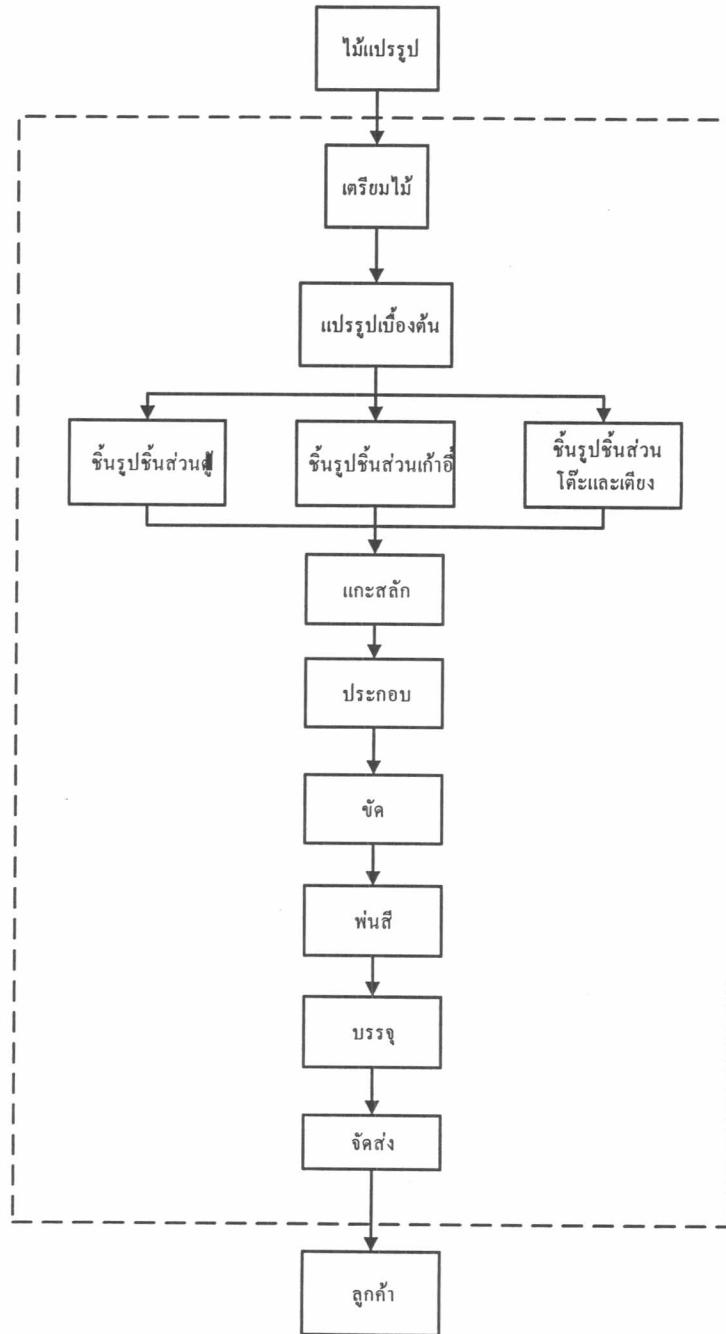 ไม้แปรรูป
เตรียมไม้
แปรรูปเบื้องต้น
ชิ้นรูปชิ้นส่วนตู้
ชิ้นรูปชิ้นส่วนเก้าอี้
ชิ้นรูปชิ้นส่วน
โต๊ะและเตียง
แกะสลัก
ประกอบ
ขัด
พ่นสี
บรรจุ
จัดส่ง
ลูกค้า